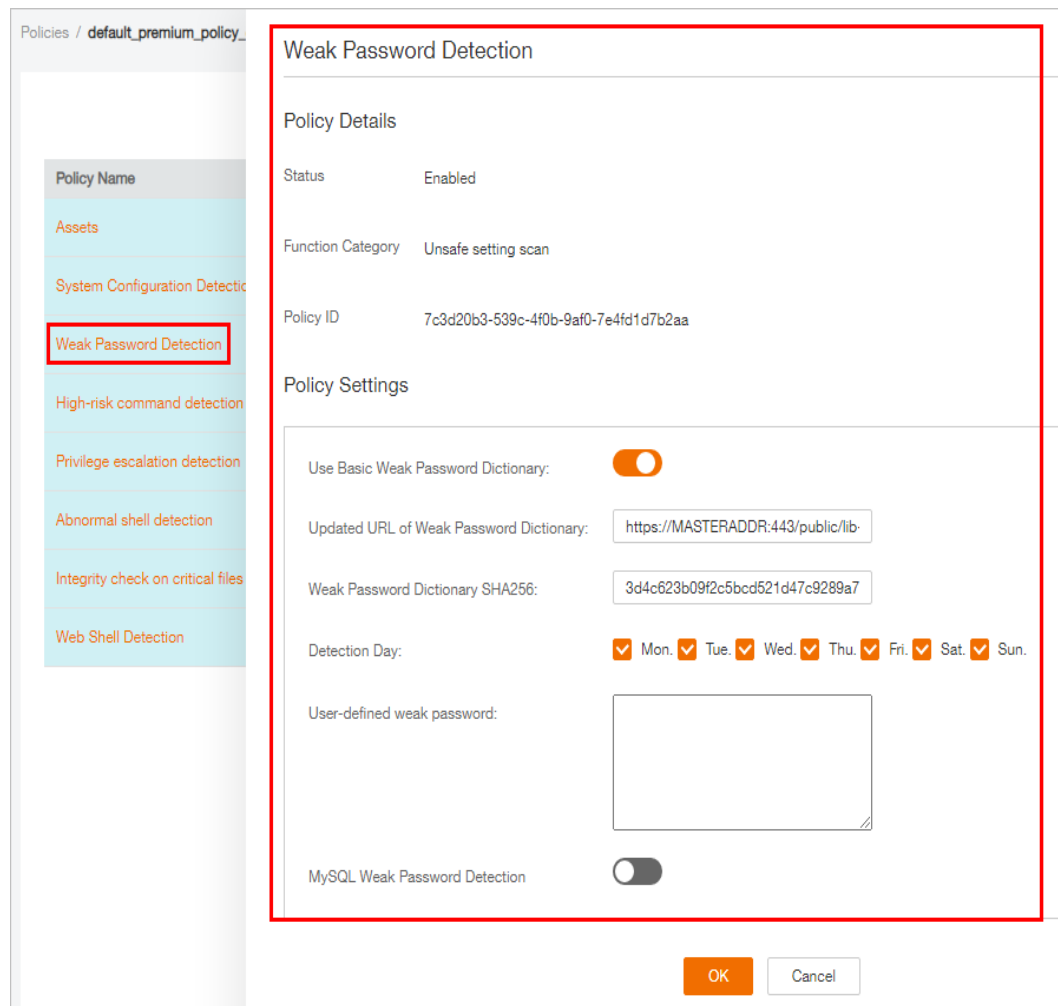 Policies / default_premium_policy_
Policy Name
Assets
System Configuration Detectio
Weak Password Detection
High-risk command detection
Privilege escalation detection
Abnormal shell detection
Integrity check on critical files
Web Shell Detection
Weak Password Detection
Policy Details
Status Enabled
Function Category Unsafe setting scan
Policy ID 7c3d20b3-539c-4f0b-9af0-7e4fd1d7b2aa
Policy Settings
Use Basic Weak Password Dictionary:
Updated URL of Weak Password Dictionary: https://MASTERADDR:443/public/lib-
Weak Password Dictionary SHA256: 3d4c623b09f2c5bcd521d47c9289a7
Detection Day: Mon. Tue. Wed. Thu. Fri. Sat. Sun.
User-defined weak password:
MySQL Weak Password Detection
OK Cancel